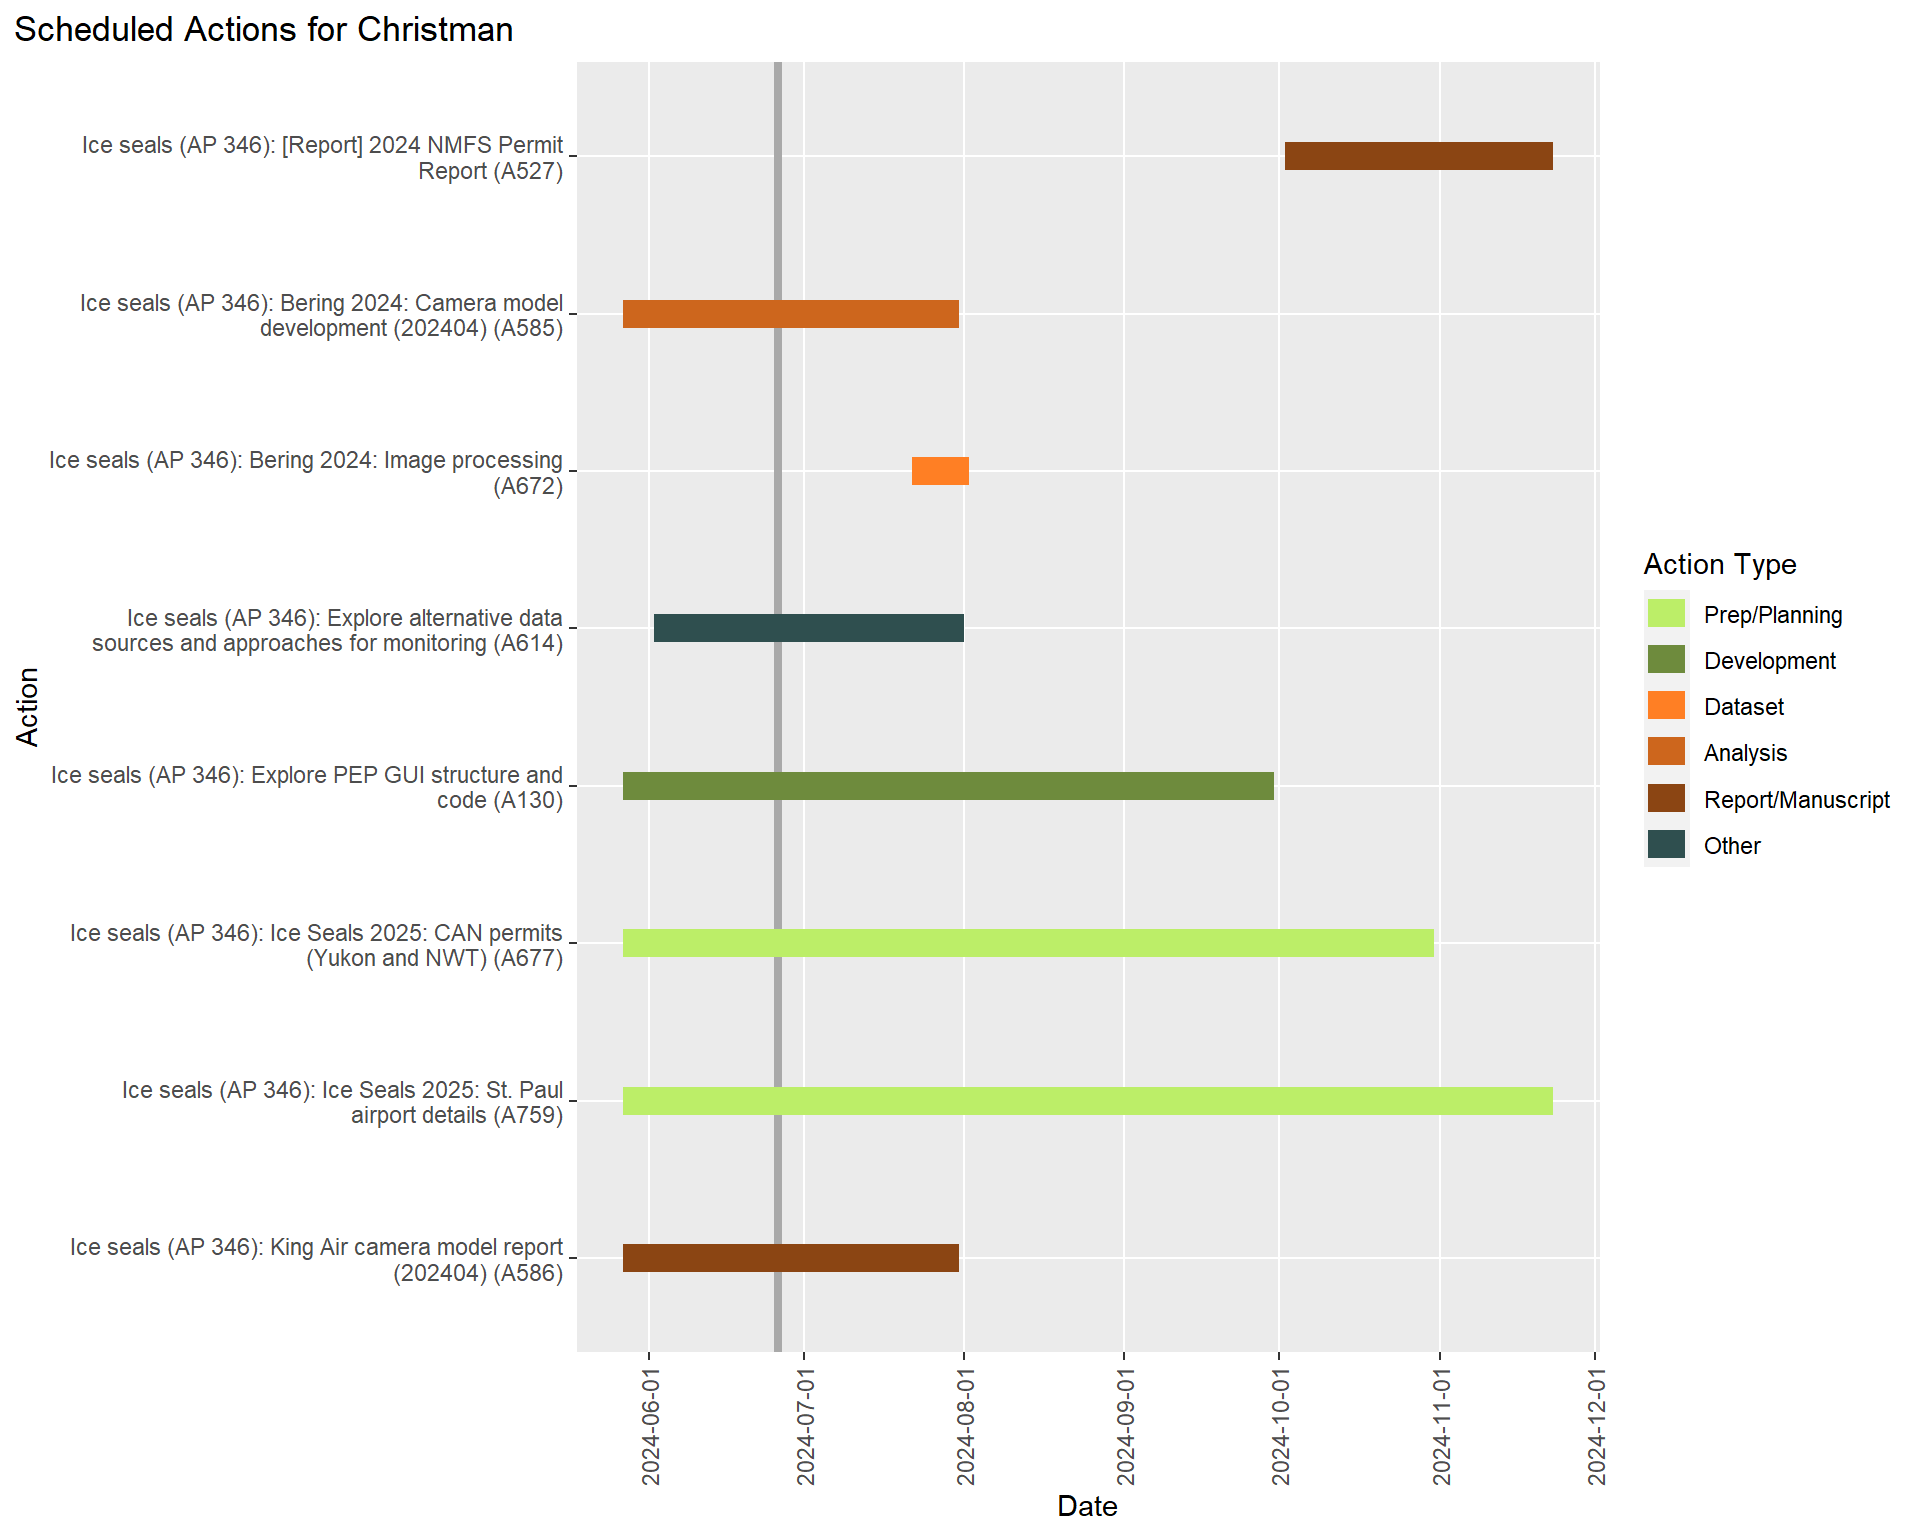 Scheduled Actions for Christman
Ice seals (AP 346): [Report] 2024 NMFS Permit
Report (A527)
Ice seals (AP 346): Bering 2024: Camera model
development (202404) (A585)
Ice seals (AP 346): Bering 2024: Image processing
(A672)
Ice seals (AP 346): Explore alternative data
sources and approaches for monitoring (A614)
Ice seals (AP 346): Explore PEP GUI structure and
code (A130)
Ice seals (AP 346): Ice Seals 2025: CAN permits
(Yukon and NWT) (A677)
Ice seals (AP 346): Ice Seals 2025: St. Paul
airport details (A759)
Ice seals (AP 346): King Air camera model report
(202404) (A586)
Action
2024-06-01
2024-07-01
2024-08-01
2024-09-01
2024-10-01
2024-11-01
2024-12-01
Date
Action Type
Prep/Planning
Development
Dataset
Analysis
Report/Manuscript
Other